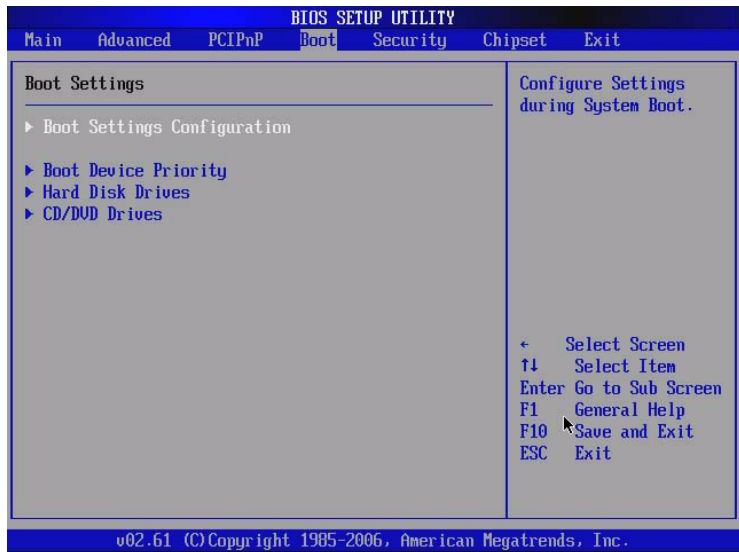 BIOS SETUP UTILITY
Main Advanced PCIPnP Boot Security Chipset Exit
Boot Settings
▶ Boot Settings Configuration
▶ Boot Device Priority
▶ Hard Disk Drives
▶ CD/DVD Drives
Configure Settings
during System Boot.
← Select Screen
↑↓ Select Item
Enter Go to Sub Screen
F1 General Help
F10 Save and Exit
ESC Exit
v02.61 (C)Copyright 1985-2006, American Megatrends, Inc.